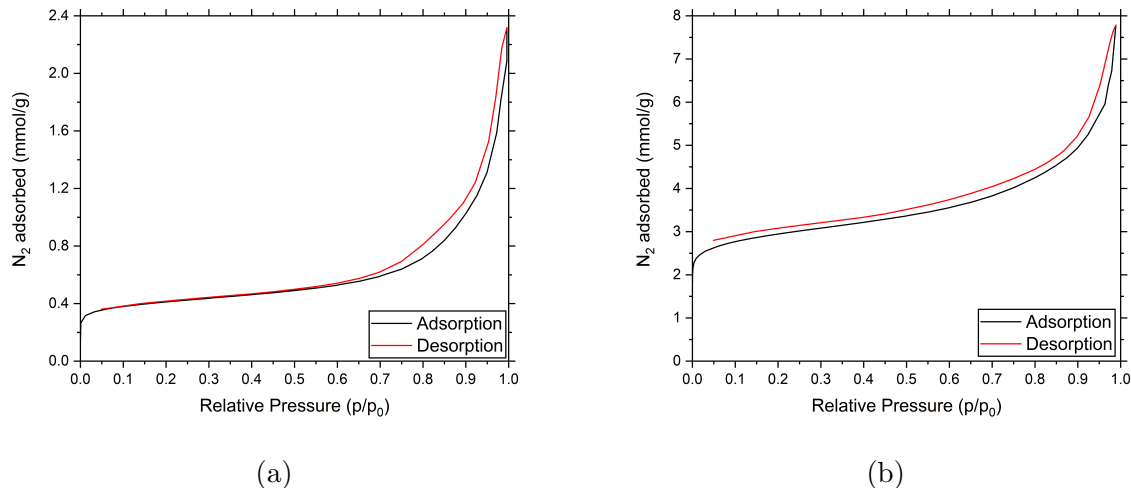 2.4
2.0
1.6
1.2
0.8
0.4
0.0
N₂ adsorbed (mmol/g)
Adsorption
Desorption
0.0 0.1 0.2 0.3 0.4 0.5 0.6 0.7 0.8 0.9 1.0
Relative Pressure (p/p₀)
(a)
8
7
6
5
4
3
2
1
0
N₂ adsorbed (mmol/g)
Adsorption
Desorption
0.0 0.1 0.2 0.3 0.4 0.5 0.6 0.7 0.8 0.9 1.0
Relative Pressure (p/p₀)
(b)